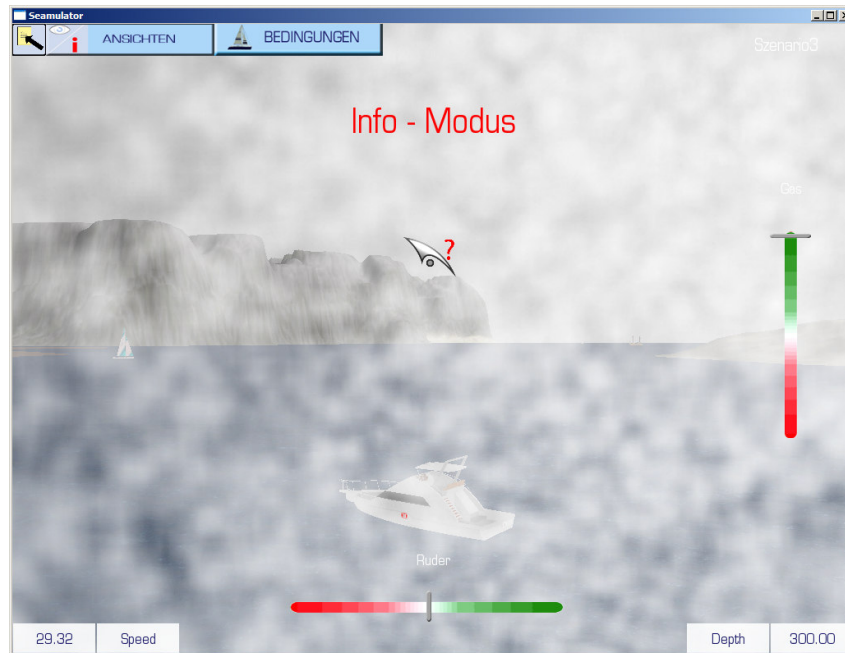 Seamulator
ANSICHTEN
BEDINGUNGEN
Szenario3
Info - Modus
?
Gas
Ruder
29.32 Speed Depth 300.00